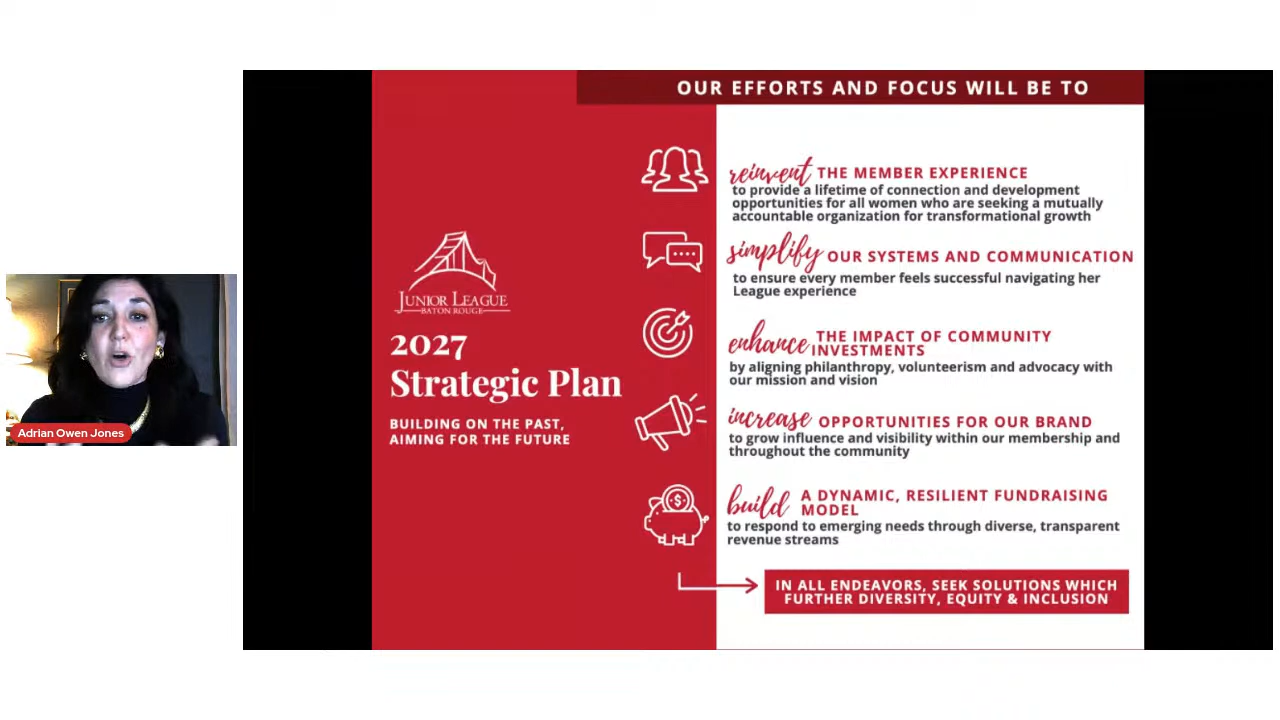 OUR EFFORTS AND FOCUS WILL BE TO
reinvent THE MEMBER EXPERIENCE
to provide a lifetime of connection and development
opportunities for all women who are seeking a mutually
accountable organization for transformational growth
simplify OUR SYSTEMS AND COMMUNICATION
to ensure every member feels successful navigating her
League experience
enhance THE IMPACT OF COMMUNITY
INVESTMENTS
by aligning philanthropy, volunteerism and advocacy with
our mission and vision
increase OPPORTUNITIES FOR OUR BRAND
to grow influence and visibility within our membership and
throughout the community
build A DYNAMIC, RESILIENT FUNDRAISING
MODEL
to respond to emerging needs through diverse, transparent
revenue streams
IN ALL ENDEAVORS, SEEK SOLUTIONS WHICH
FURTHER DIVERSITY, EQUITY & INCLUSION
JUNIOR LEAGUE
BATON ROUGE
2027
Strategic Plan
BUILDING ON THE PAST,
AIMING FOR THE FUTURE
$
Adrian Owen Jones